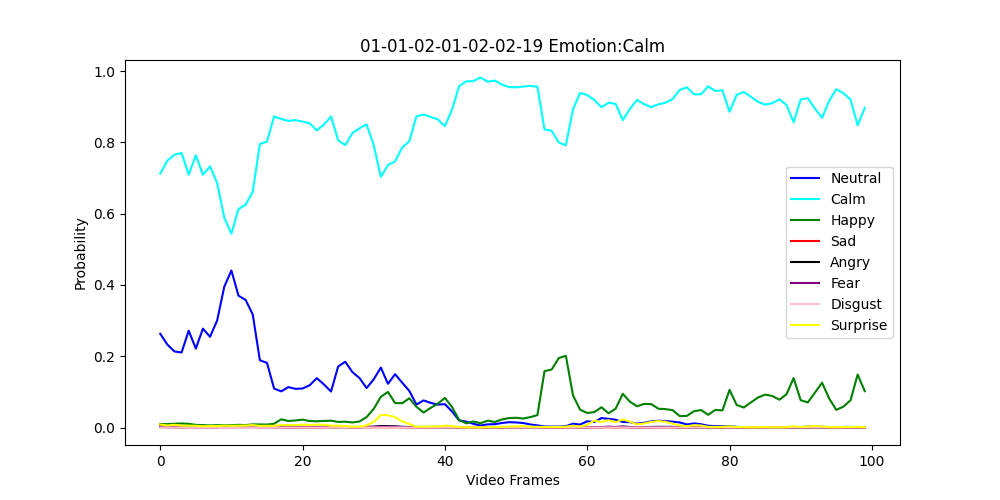 01-01-02-01-02-02-19 Emotion:Calm
1.0
0.8
0.6
0.4
0.2
0.0
Probability
Neutral
Calm
Happy
Sad
Angry
Fear
Disgust
Surprise
0 20 40 60 80 100
Video Frames